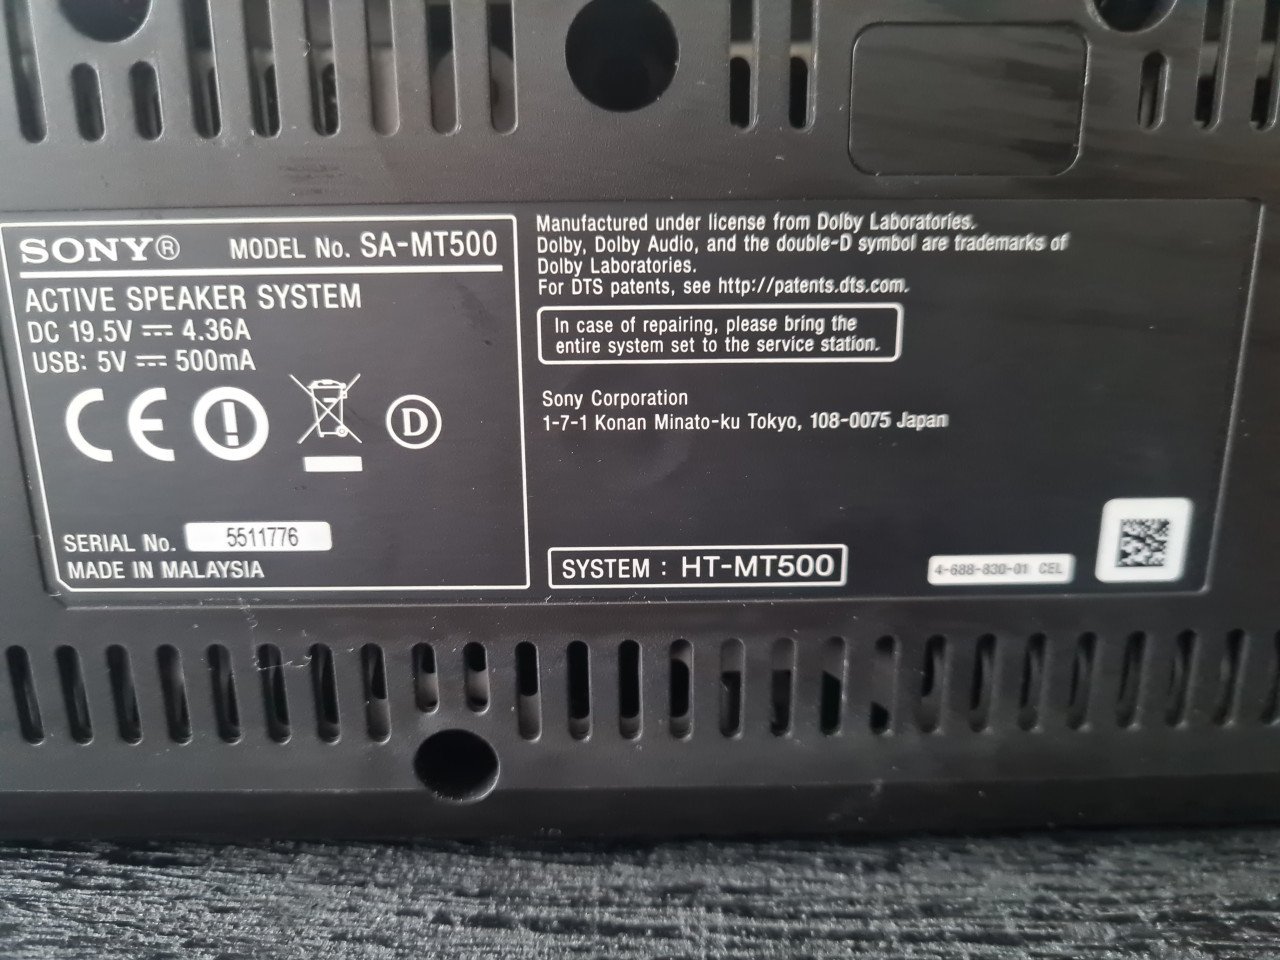 SONY® MODEL No. SA-MT500
ACTIVE SPEAKER SYSTEM
DC 19.5V ⎓ 4.36A
USB: 5V ⎓ 500mA
D
SERIAL No. 5511776
MADE IN MALAYSIA
Manufactured under license from Dolby Laboratories.
Dolby, Dolby Audio, and the double-D symbol are trademarks of
Dolby Laboratories.
For DTS patents, see http://patents.dts.com.
In case of repairing, please bring the
entire system set to the service station.
Sony Corporation
1-7-1 Konan Minato-ku Tokyo, 108-0075 Japan
SYSTEM : HT-MT500
4-688-830-01 CEL